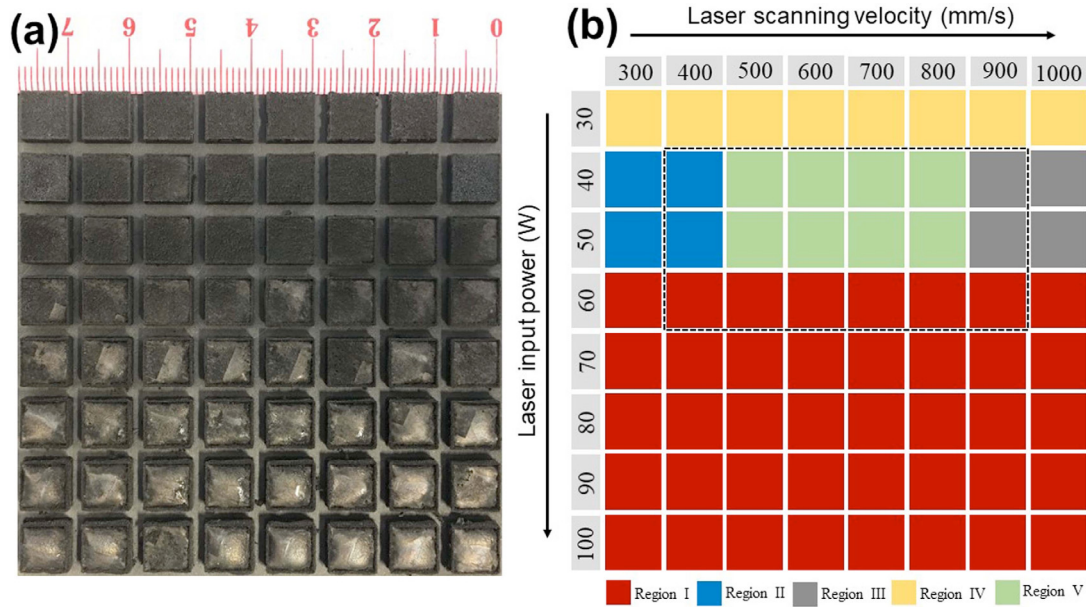 (a)
7 6 5 4 3 2 1 0
(b)
Laser scanning velocity (mm/s)
300 400 500 600 700 800 900 1000
Laser input power (W)
30
40
50
60
70
80
90
100
Region I Region II Region III Region IV Region V